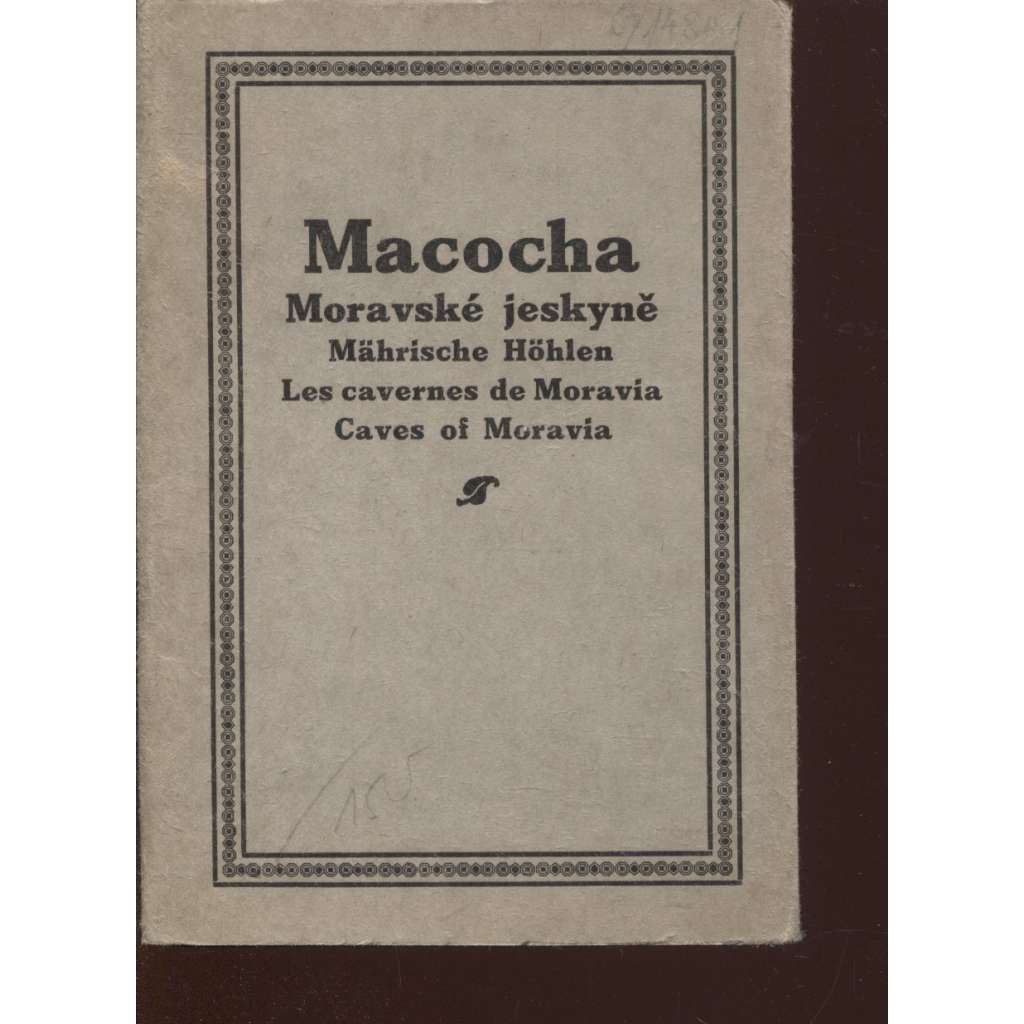 Macocha
Moravské jeskyně
Mährische Höhlen
Les cavernes de Moravia
Caves of Moravia